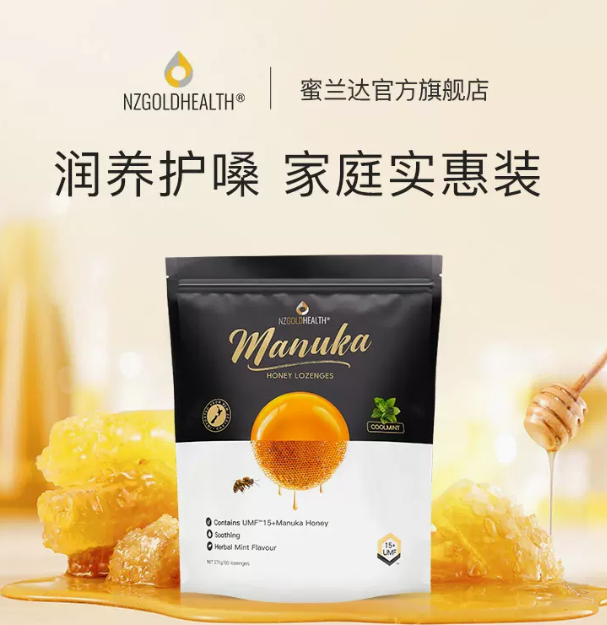 NZGOLDHEALTH® 蜜兰达官方旗舰店
润养护嗓 家庭实惠装
NZGOLDHEALTH®
Manuka
HONEY LOZENGES
COOLMINT
Contains UMF™15+Manuka Honey
Soothing
Herbal Mint Flavour
15+
UMF